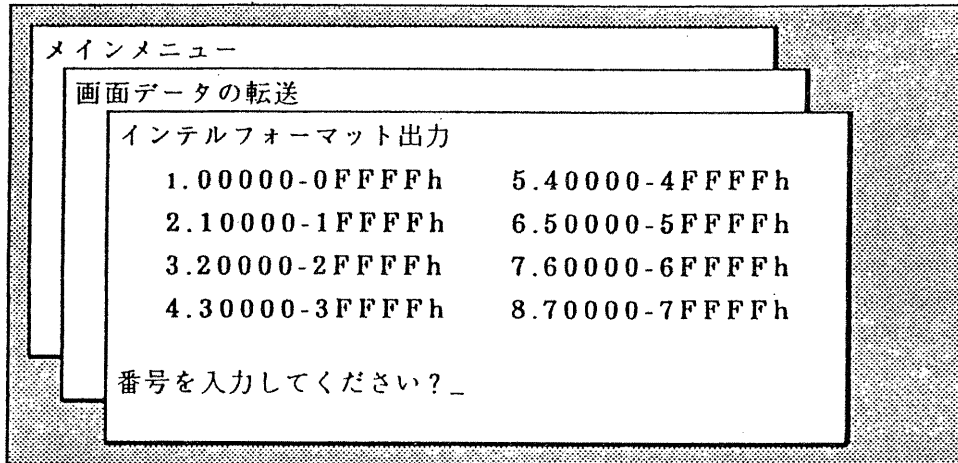 メインメニュー
画面データの転送
インテルフォーマット出力
1.00000-0FFFFh 5.40000-4FFFFh
2.10000-1FFFFh 6.50000-5FFFFh
3.20000-2FFFFh 7.60000-6FFFFh
4.30000-3FFFFh 8.70000-7FFFFh
番号を入力してください?_